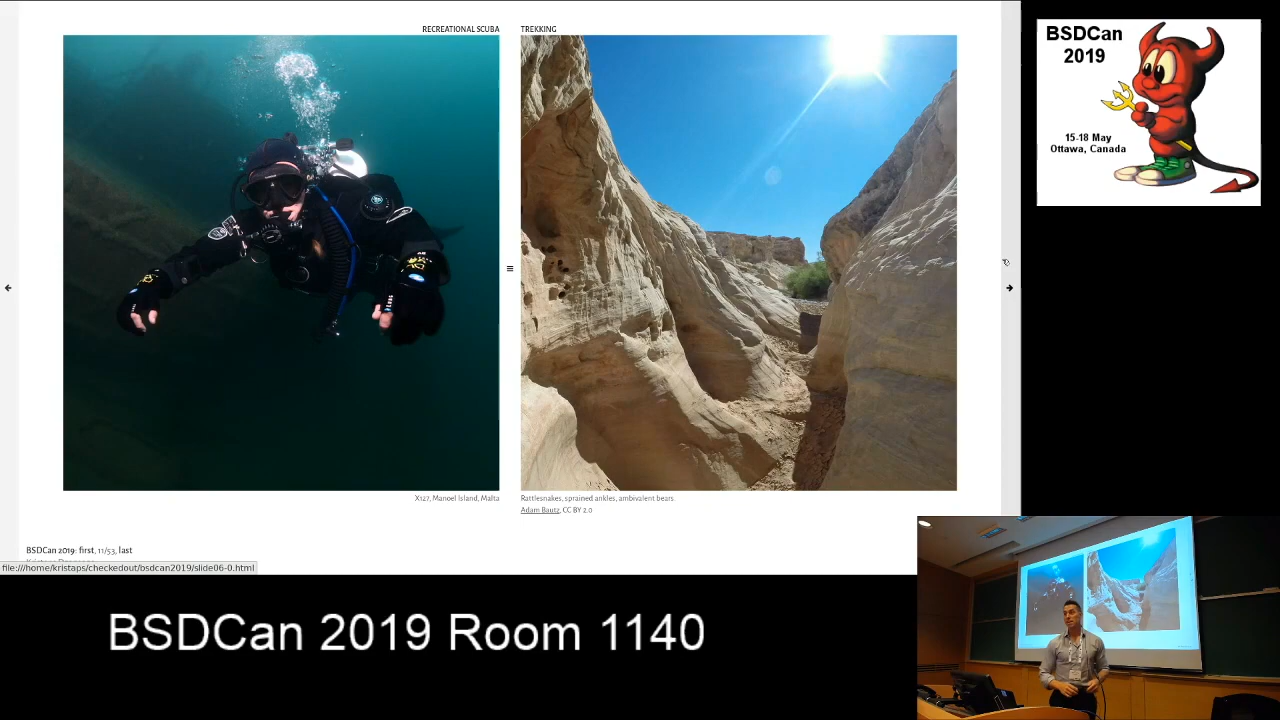 RECREATIONAL SCUBA
TREKKING
X127, Manoel Island, Malta
Rattlesnakes, sprained ankles, ambivalent bears.
Adam Bautz, CC BY 2.0
BSDCan 2019: first, 11/53, last
file:///home/kristaps/checkedout/bsdcan2019/slide06-0.html
BSDCan
2019
15-18 May
Ottawa, Canada
BSDCan 2019 Room 1140